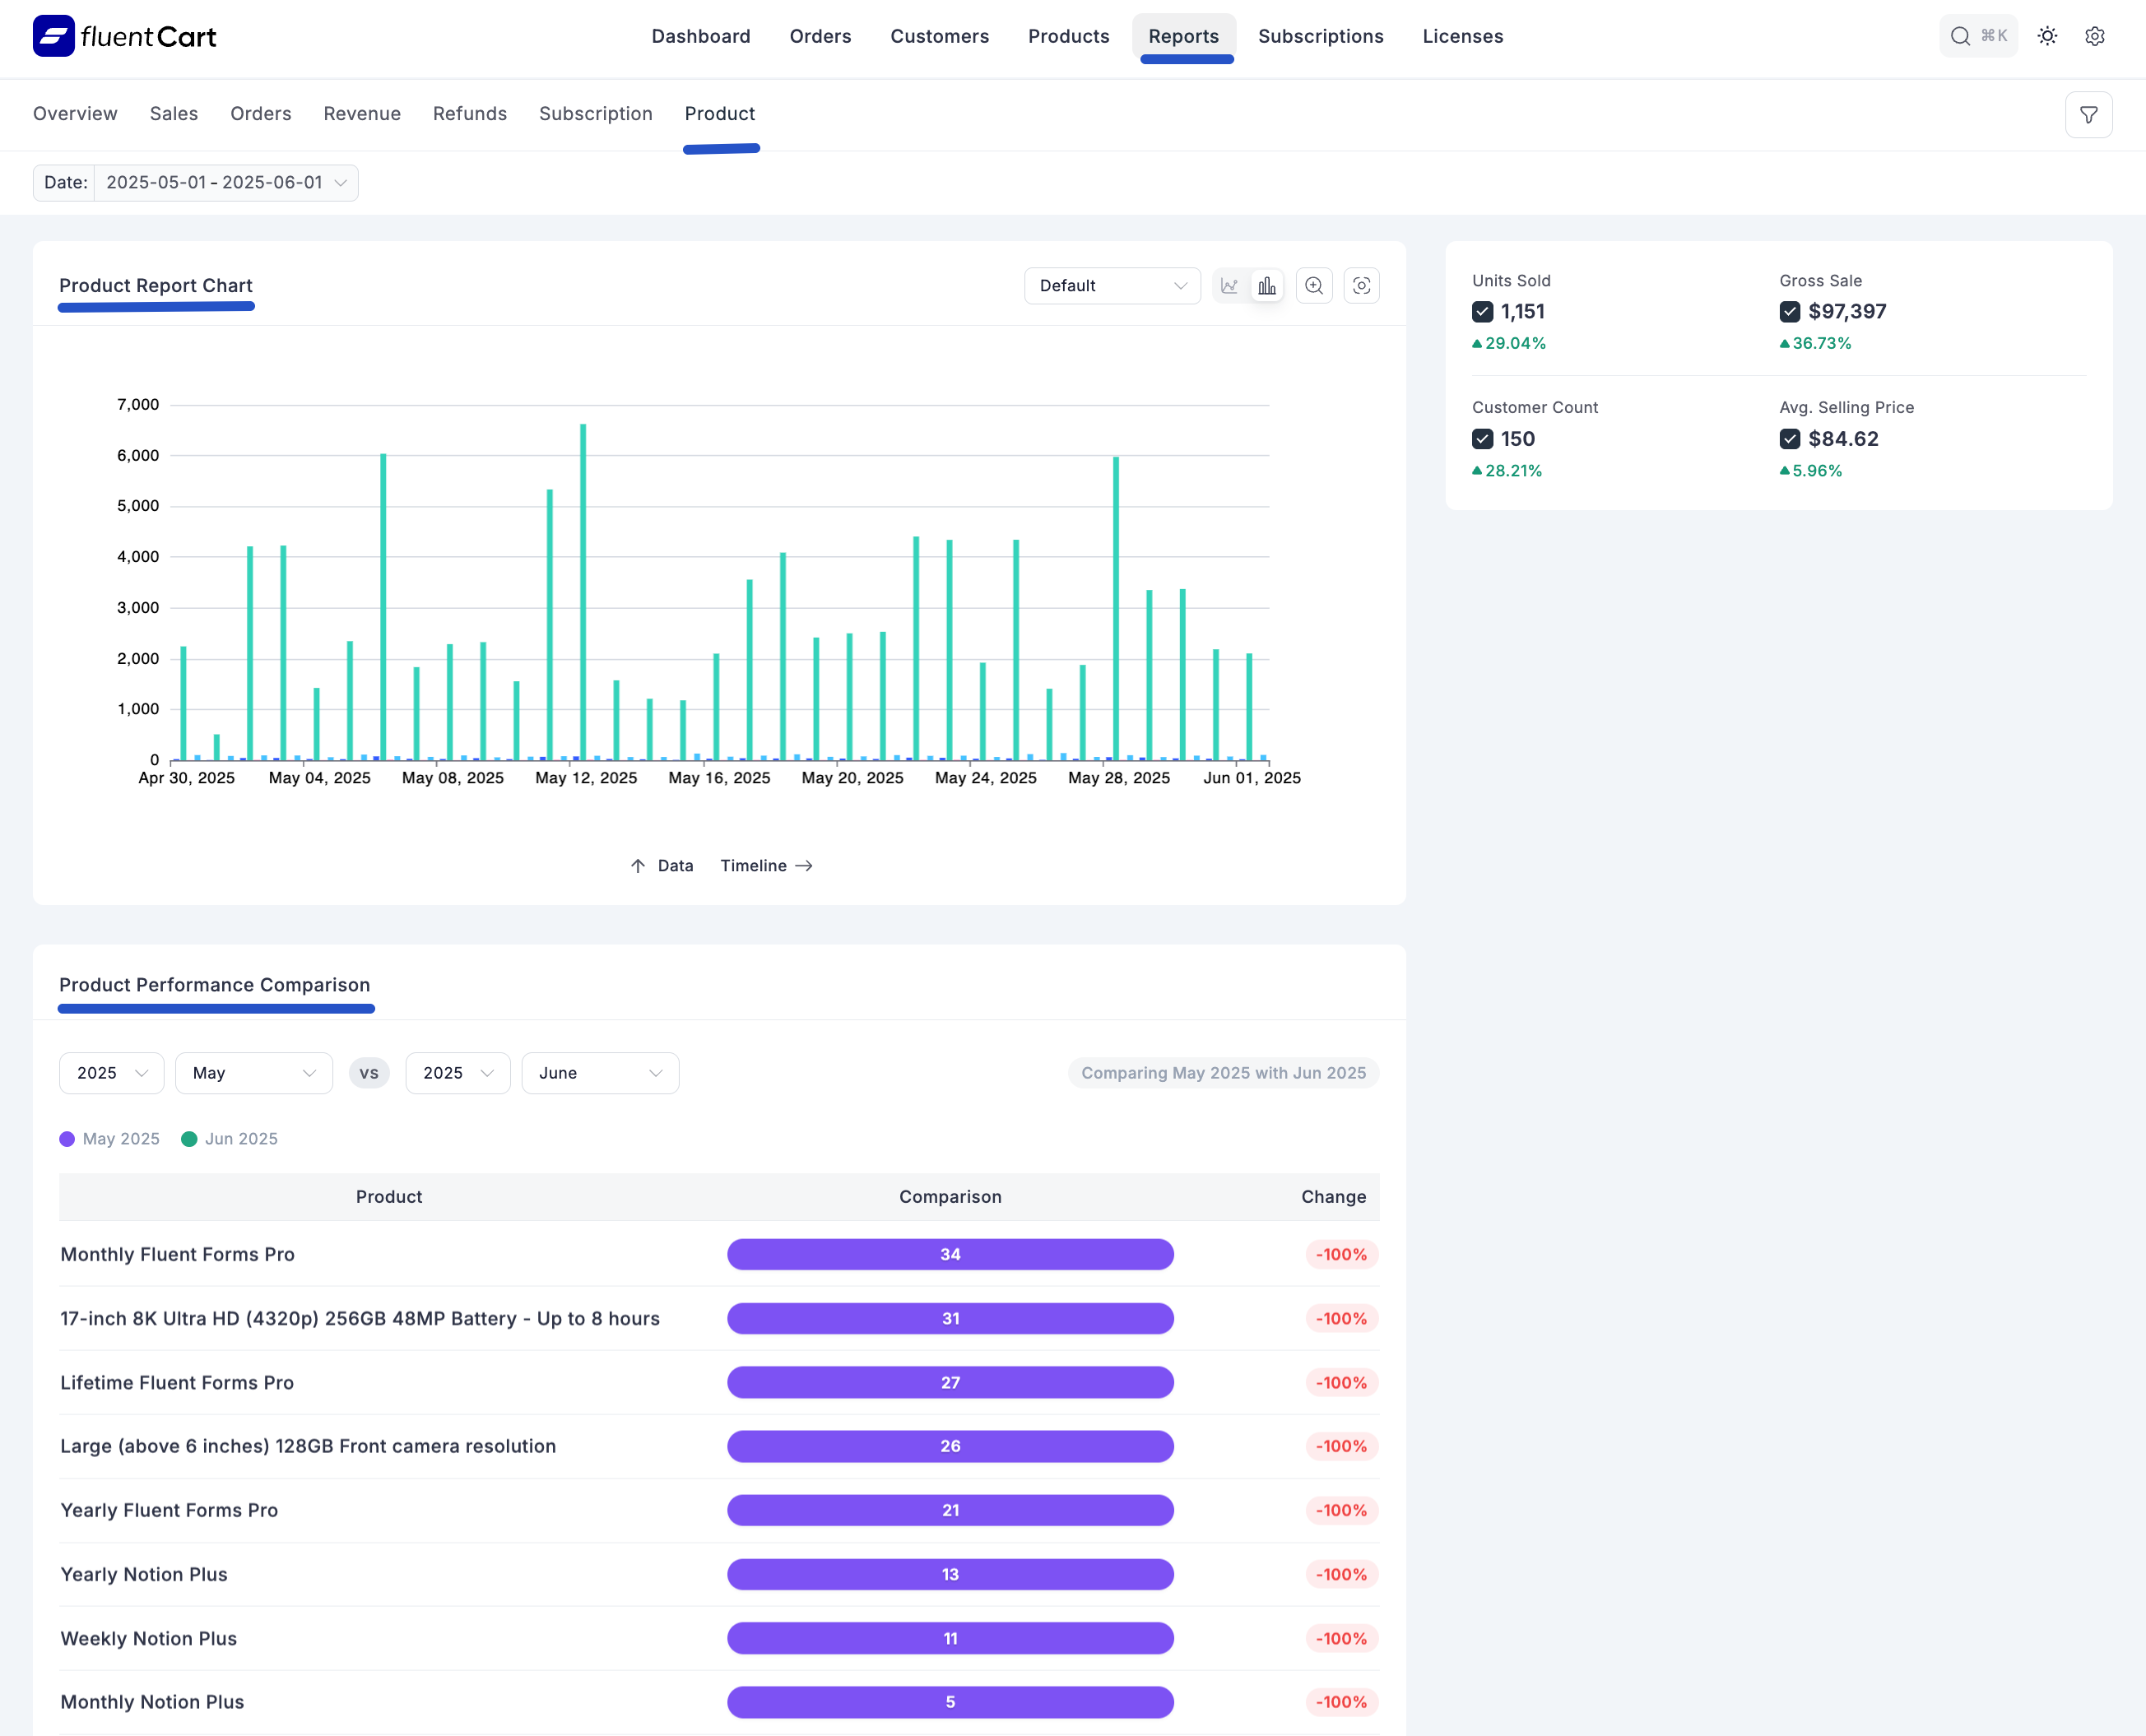 fluentCart
Dashboard Orders Customers Products Reports Subscriptions Licenses
⌘K
Overview Sales Orders Revenue Refunds Subscription Product
Date: 2025-05-01 - 2025-06-01
Product Report Chart
Default
7,000
6,000
5,000
4,000
3,000
2,000
1,000
0
Apr 30, 2025 May 04, 2025 May 08, 2025 May 12, 2025 May 16, 2025 May 20, 2025 May 24, 2025 May 28, 2025 Jun 01, 2025
↑ Data Timeline →
Units Sold
1,151
29.04%
Gross Sale
$97,397
36.73%
Customer Count
150
28.21%
Avg. Selling Price
$84.62
5.96%
Product Performance Comparison
2025 May vs 2025 June
Comparing May 2025 with Jun 2025
May 2025 Jun 2025
Product Comparison Change
Monthly Fluent Forms Pro 34 -100%
17-inch 8K Ultra HD (4320p) 256GB 48MP Battery - Up to 8 hours 31 -100%
Lifetime Fluent Forms Pro 27 -100%
Large (above 6 inches) 128GB Front camera resolution 26 -100%
Yearly Fluent Forms Pro 21 -100%
Yearly Notion Plus 13 -100%
Weekly Notion Plus 11 -100%
Monthly Notion Plus 5 -100%